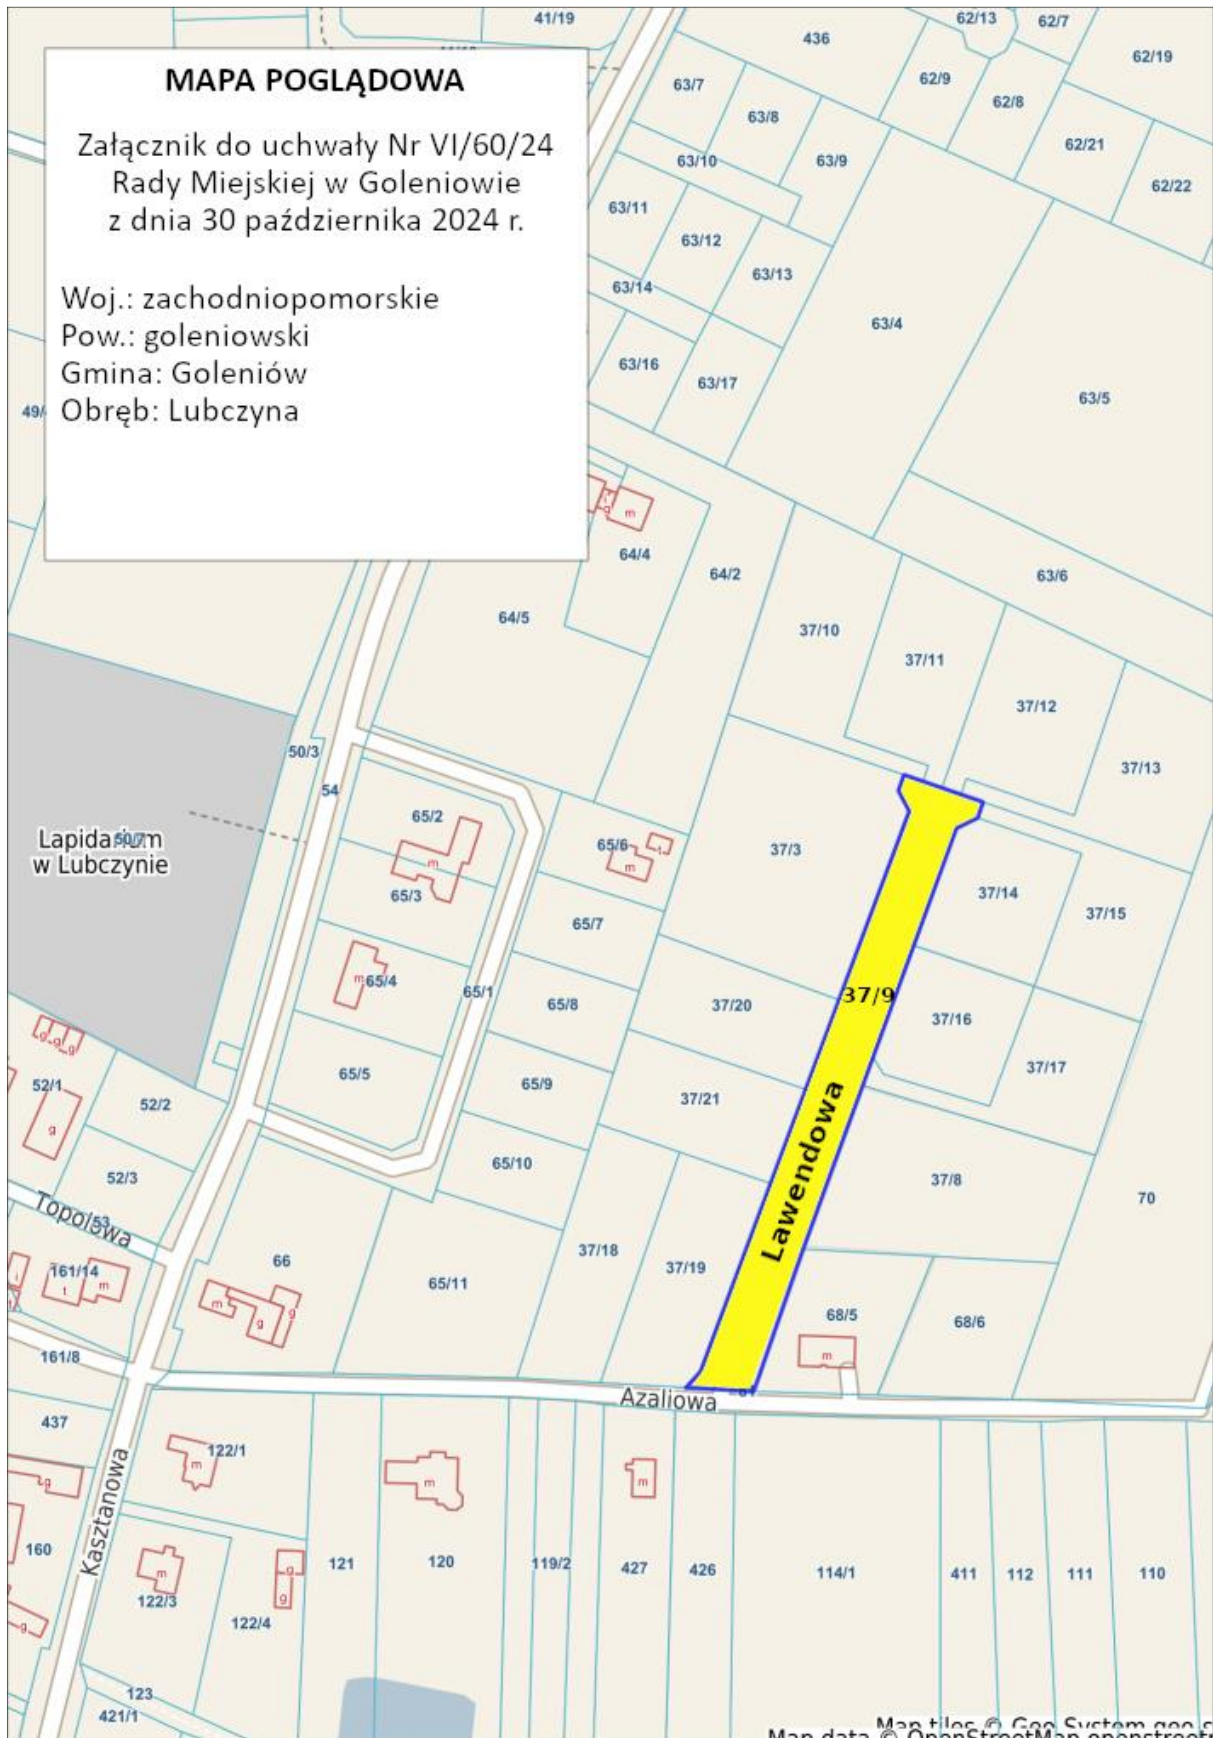 MAPA POGLĄDOWA
Załącznik do uchwały Nr VI/60/24
Rady Miejskiej w Goleniowie
z dnia 30 października 2024 r.
Woj.: zachodniopomorskie
Pow.: goleniowski
Gmina: Goleniów
Obręb: Lubczyna
41/19
436
62/13
62/7
62/19
63/7
62/9
62/8
63/8
62/21
63/10
63/9
62/22
63/11
63/12
63/13
63/14
63/4
63/16
63/17
63/5
49/
m
64/4
64/2
63/6
64/5
37/10
37/11
37/12
50/3
37/13
54
65/2
Lapidarium
w Lubczynie
65/6
37/3
m
m
65/3
37/14
37/15
65/7
m
65/4
65/1
65/8
37/20
37/9
37/16
g
g
g
52/1
65/5
65/9
37/17
52/2
37/21
g
65/10
52/3
37/8
70
Topolowa
53
Lawendowa
66
37/18
37/19
161/14
t
m
65/11
m
g
g
68/5
68/6
m
161/8
Azaliowa
437
122/1
m
g
m
m
Kasztanowa
160
121
120
119/2
427
426
114/1
411
112
111
110
m
122/3
g
g
122/4
g
123
421/1